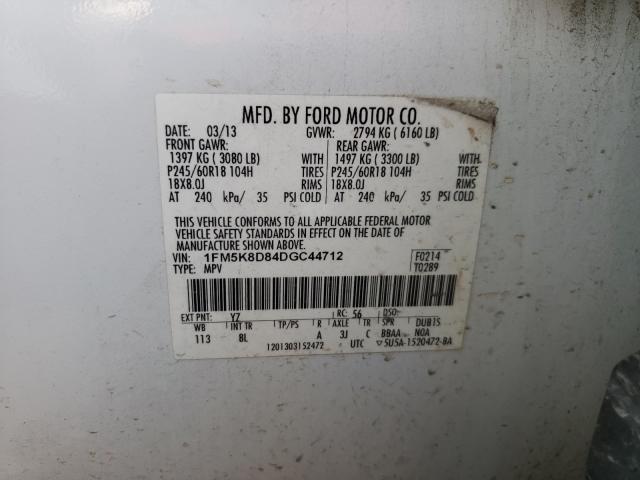 MFD. BY FORD MOTOR CO.
DATE: 03/13 GVWR: 2794 KG ( 6160 LB)
FRONT GAWR: REAR GAWR:
1397 KG ( 3080 LB) WITH 1497 KG ( 3300 LB) WITH
P245/60R18 104H TIRES P245/60R18 104H TIRES
18X8.0J RIMS 18X8.0J RIMS
AT 240 kPa/ 35 PSI COLD AT 240 kPa/ 35 PSI COLD
THIS VEHICLE CONFORMS TO ALL APPLICABLE FEDERAL MOTOR
VEHICLE SAFETY STANDARDS IN EFFECT ON THE DATE OF
MANUFACTURE SHOWN ABOVE.
VIN: 1FM5K8D84DGC44712 F0214
TYPE: MPV T0289
EXT PNT: YZ RC: 56 DSO:
WB INT TR TP/PS R AXLE TR SPR DUB1S
113 8L A 3J C BBAA NOA
1201303152472 UTC 5U5A-1520472-BA